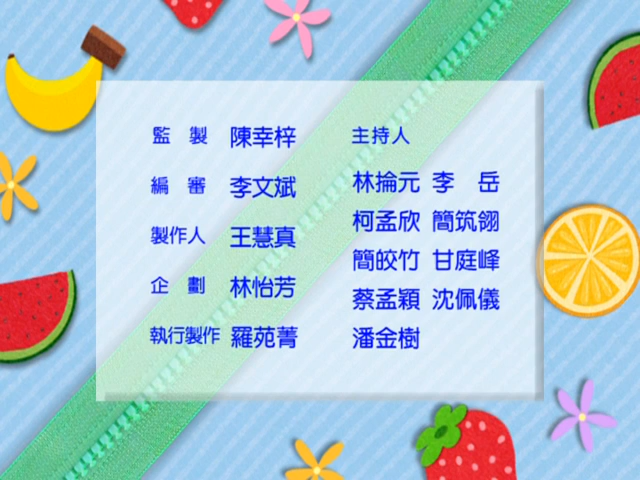 監　製 陳幸梓
編　審 李文斌
製作人 王慧真
企　劃 林怡芳
執行製作 羅苑菁
主持人
林掄元 李　岳
柯孟欣 簡筑翎
簡皎竹 甘庭峰
蔡孟穎 沈佩儀
潘金樹